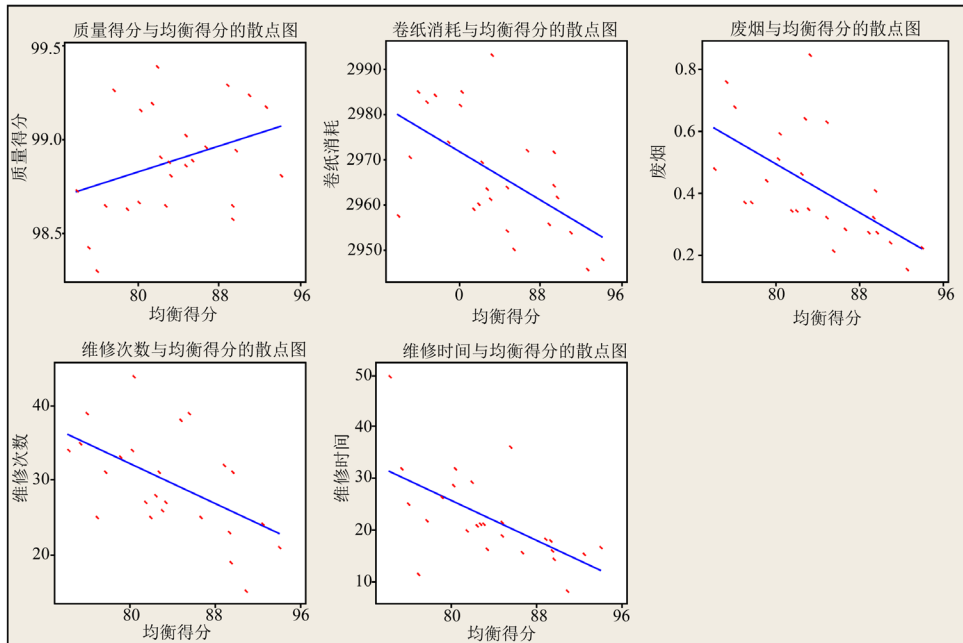 质量得分与均衡得分的散点图
99.5
99.0
98.5
质量得分
80
88
96
均衡得分
卷纸消耗与均衡得分的散点图
2990
2980
2970
2960
2950
卷纸消耗
0
88
96
均衡得分
废烟与均衡得分的散点图
0.8
0.6
0.4
0.2
废烟
80
88
96
均衡得分
维修次数与均衡得分的散点图
40
30
20
维修次数
80
88
96
均衡得分
维修时间与均衡得分的散点图
50
40
30
20
10
维修时间
80
88
96
均衡得分